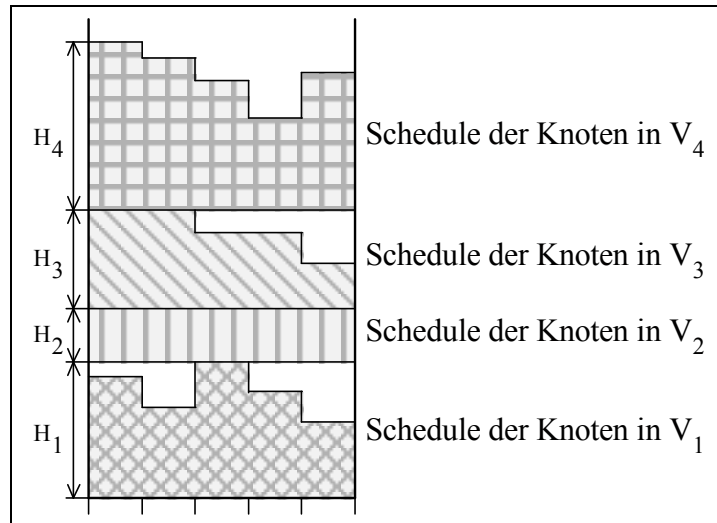 H4 Schedule der Knoten in V4
H3 Schedule der Knoten in V3
H2 Schedule der Knoten in V2
H1 Schedule der Knoten in V1